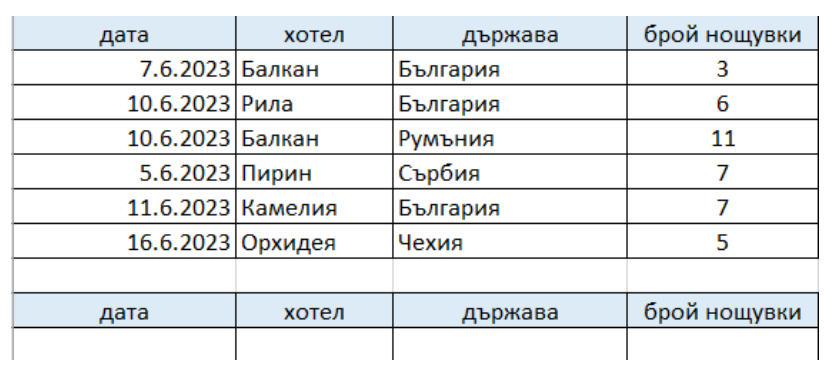 дата хотел държава брой нощувки
7.6.2023 Балкан България 3
10.6.2023 Рила България 6
10.6.2023 Балкан Румъния 11
5.6.2023 Пирин Сърбия 7
11.6.2023 Камелия България 7
16.6.2023 Орхидея Чехия 5
дата хотел държава брой нощувки